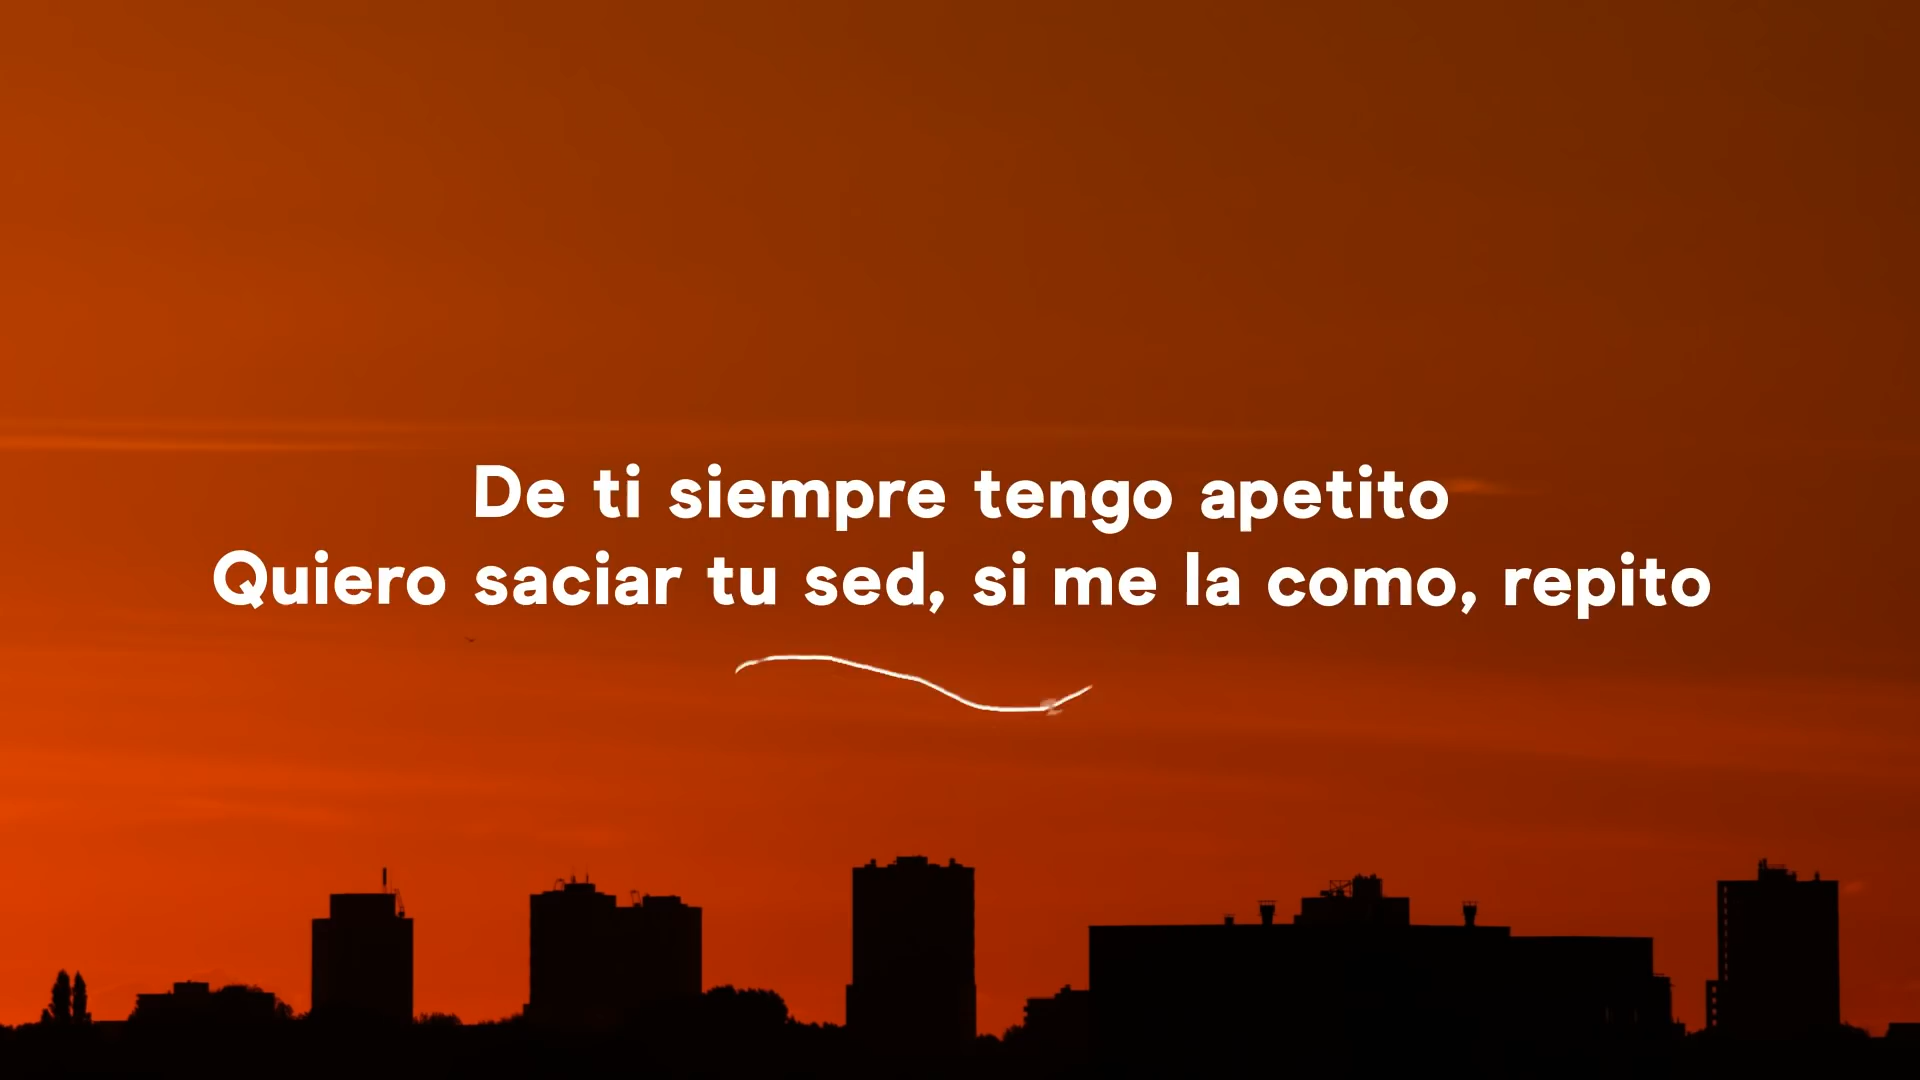 De ti siempre tengo apetito
Quiero saciar tu sed, si me la como, repito